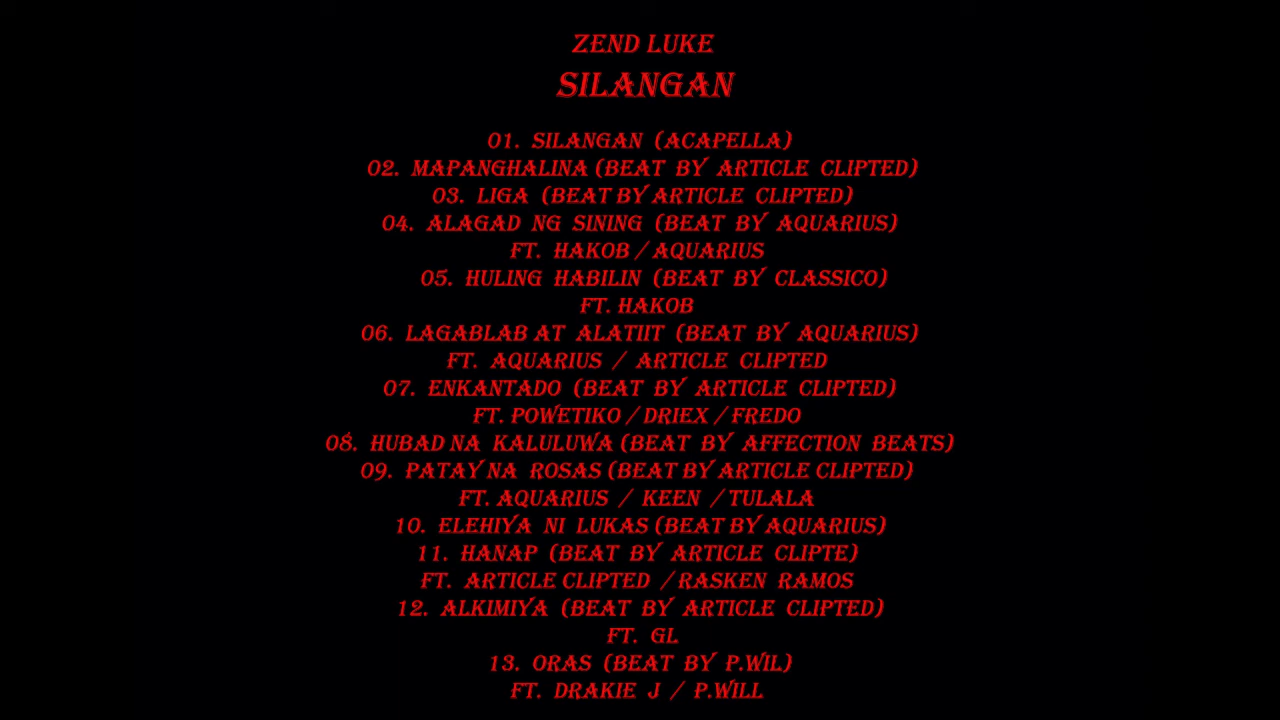 ZEND LUKE
SILANGAN
01. SILANGAN (ACAPELLA)
02. MAPANGHALINA (BEAT BY ARTICLE CLIPTED)
03. LIGA (BEAT BY ARTICLE CLIPTED)
04. ALAGAD NG SINING (BEAT BY AQUARIUS)
FT. HAKOB / AQUARIUS
05. HULING HABILIN (BEAT BY CLASSICO)
FT. HAKOB
06. LAGABLAB AT ALATIIT (BEAT BY AQUARIUS)
FT. AQUARIUS / ARTICLE CLIPTED
07. ENKANTADO (BEAT BY ARTICLE CLIPTED)
FT. POWETIKO / DRIEX / FREDO
08. HUBAD NA KALULUWA (BEAT BY AFFECTION BEATS)
09. PATAY NA ROSAS (BEAT BY ARTICLE CLIPTED)
FT. AQUARIUS / KEEN / TULALA
10. ELEHIYA NI LUKAS (BEAT BY AQUARIUS)
11. HANAP (BEAT BY ARTICLE CLIPTE)
FT. ARTICLE CLIPTED / RASKEN RAMOS
12. ALKIMIYA (BEAT BY ARTICLE CLIPTED)
FT. GL
13. ORAS (BEAT BY P.WIL)
FT. DRAKIE J / P.WILL